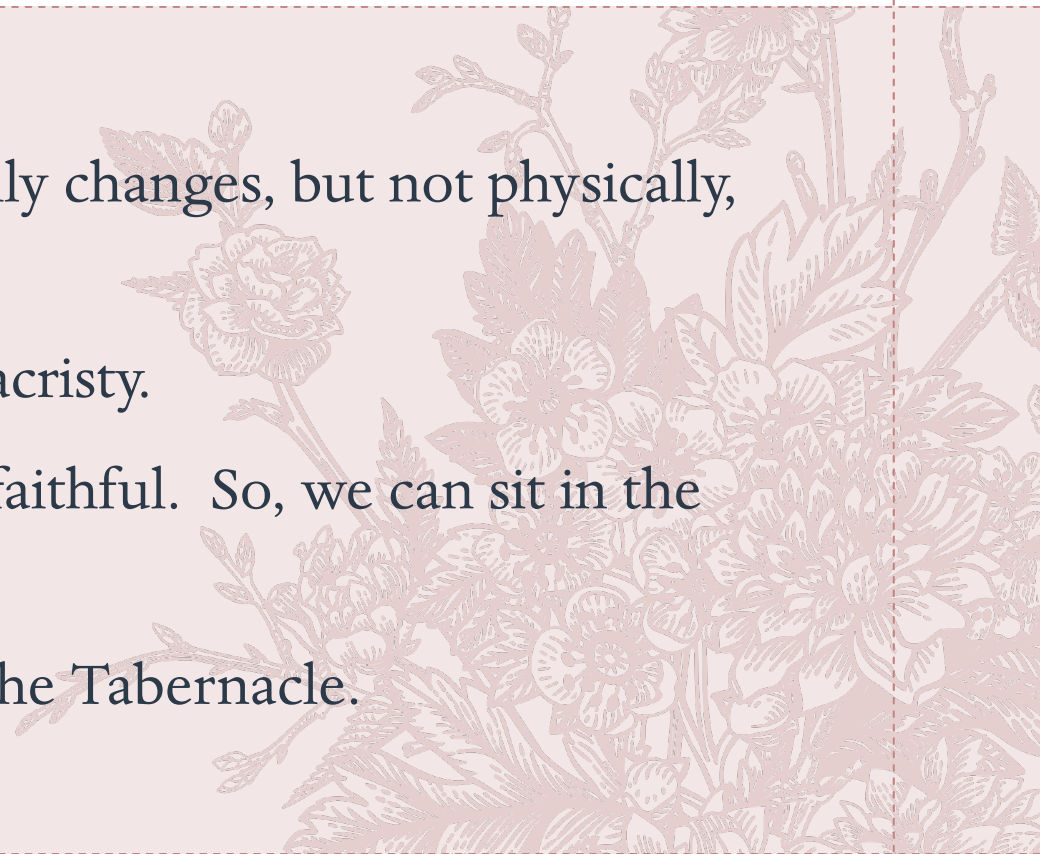 ly changes, but not physically,
acristy.
faithful.  So, we can sit in the
he Tabernacle.